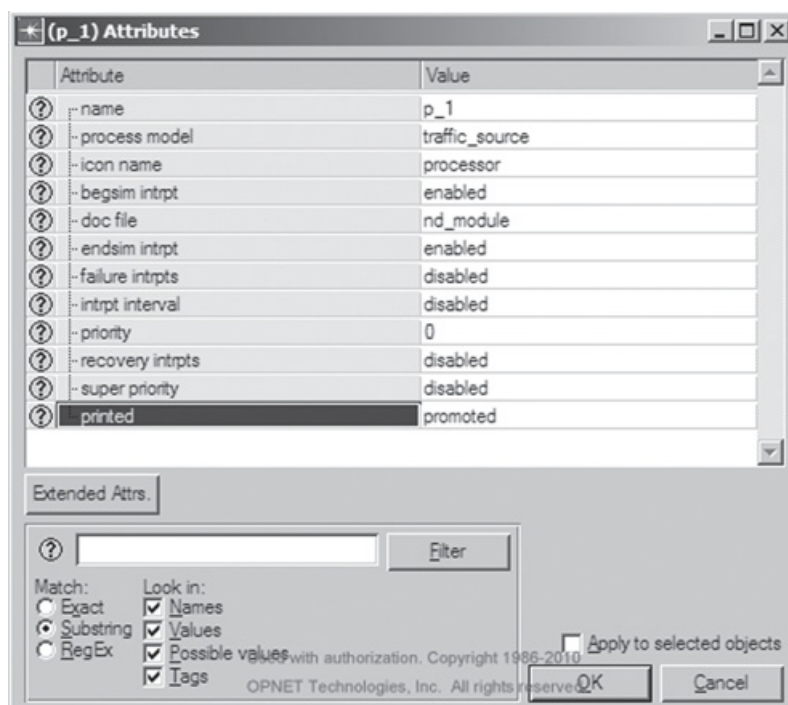 (p_1) Attributes
Attribute Value
name p_1
process model traffic_source
icon name processor
begsim intrpt enabled
doc file nd_module
endsim intrpt enabled
failure intrpts disabled
intrpt interval disabled
priority 0
recovery intrpts disabled
super priority disabled
printed promoted
Extended Attrs.
Filter
Match: Look in:
Exact Names
Substring Values
RegEx Possible values
Tags
Apply to selected objects
Used with authorization. Copyright 1986-2010
OPNET Technologies, Inc. All rights reserved
OK Cancel